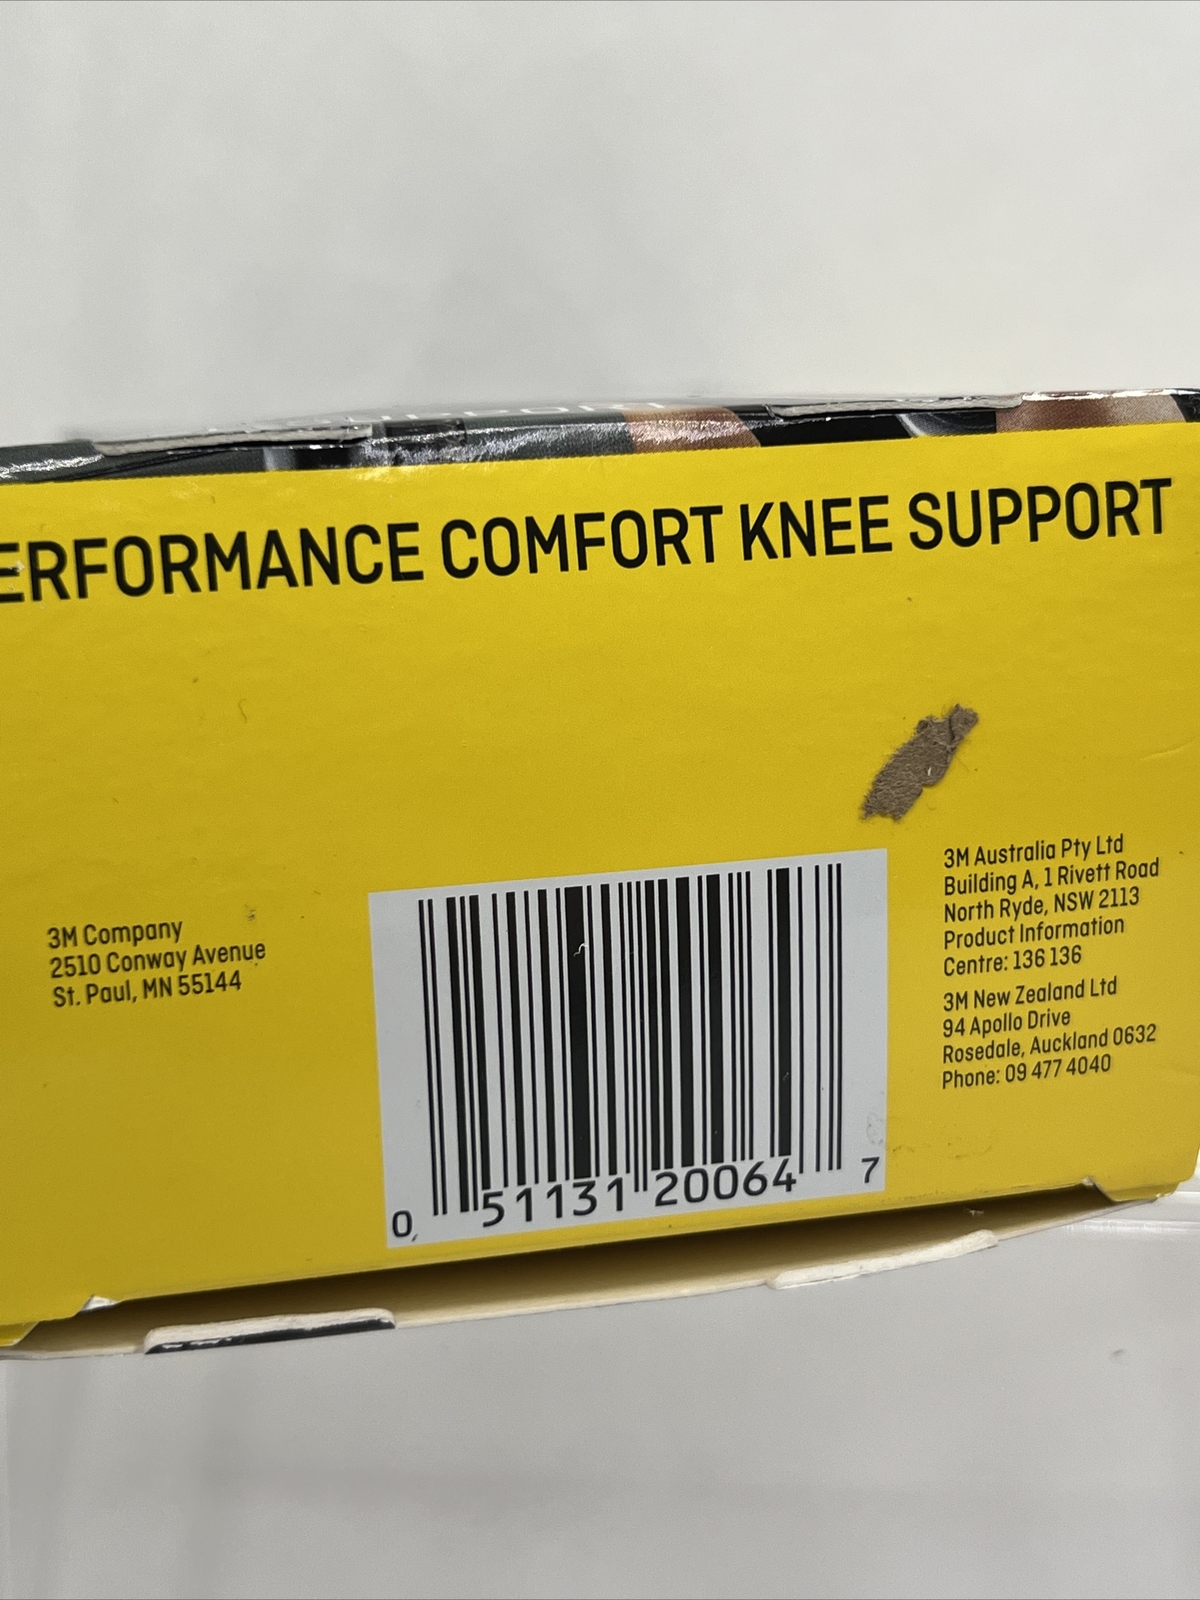 ERFORMANCE COMFORT KNEE SUPPORT
3M Company
2510 Conway Avenue
St. Paul, MN 55144
0 51131 20064 7
3M Australia Pty Ltd
Building A, 1 Rivett Road
North Ryde, NSW 2113
Product Information
Centre: 136 136
3M New Zealand Ltd
94 Apollo Drive
Rosedale, Auckland 0632
Phone: 09 477 4040